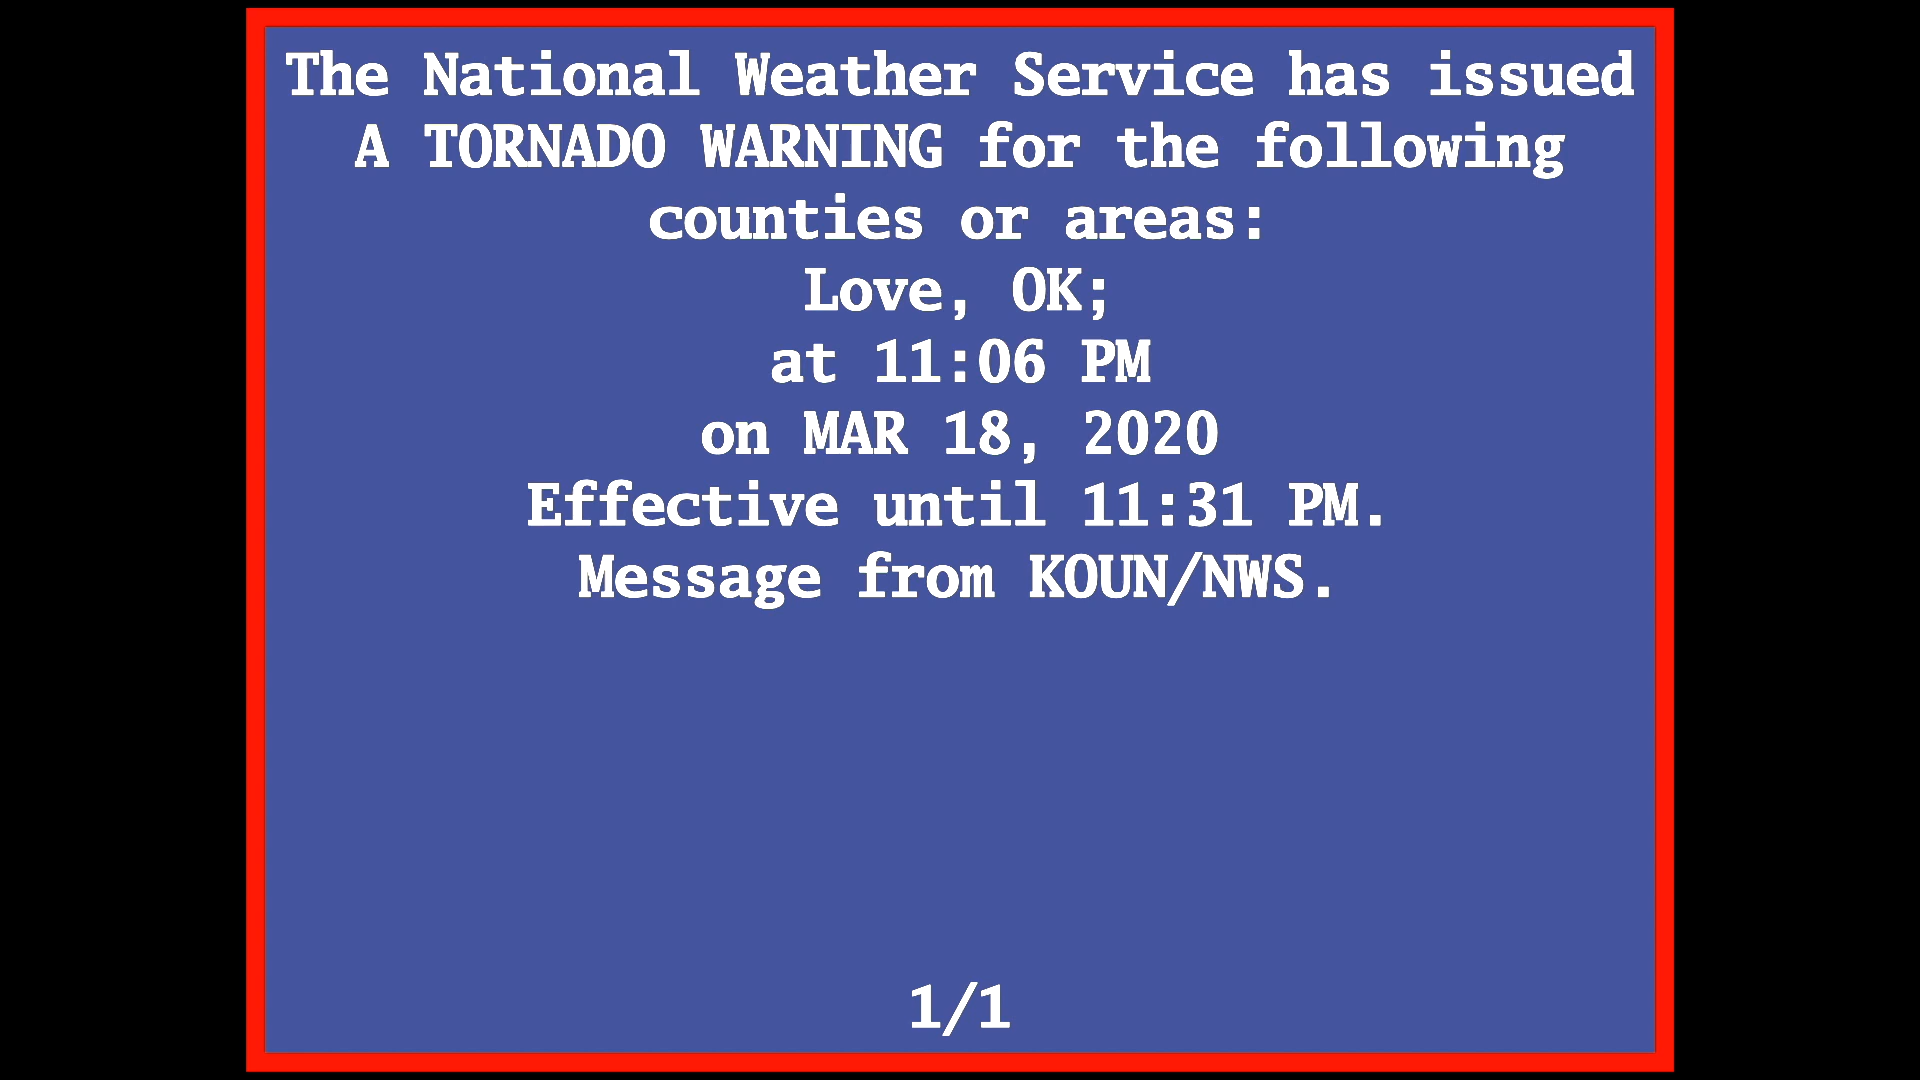 The National Weather Service has issued
A TORNADO WARNING for the following
counties or areas:
Love, OK;
at 11:06 PM
on MAR 18, 2020
Effective until 11:31 PM.
Message from KOUN/NWS.
1/1